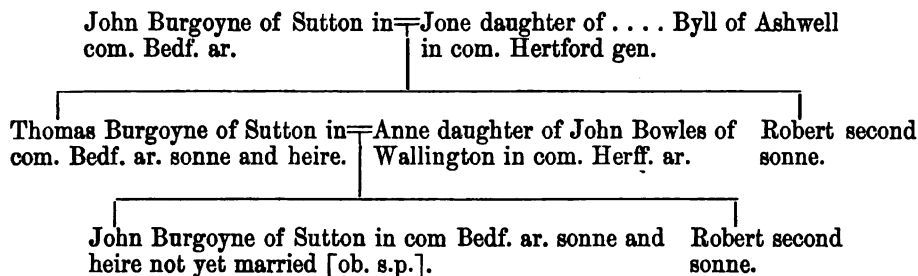 John Burgoyne of Sutton in
com. Bedf. ar.
Jone daughter of .... Byll of Ashwell
in com. Hertford gen.
Thomas Burgoyne of Sutton in
com. Bedf. ar. sonne and heire.
Anne daughter of John Bowles of
Wallington in com. Herff. ar.
Robert second
sonne.
John Burgoyne of Sutton in com Bedf. ar. sonne and
heire not yet married [ob. s.p.].
Robert second
sonne.